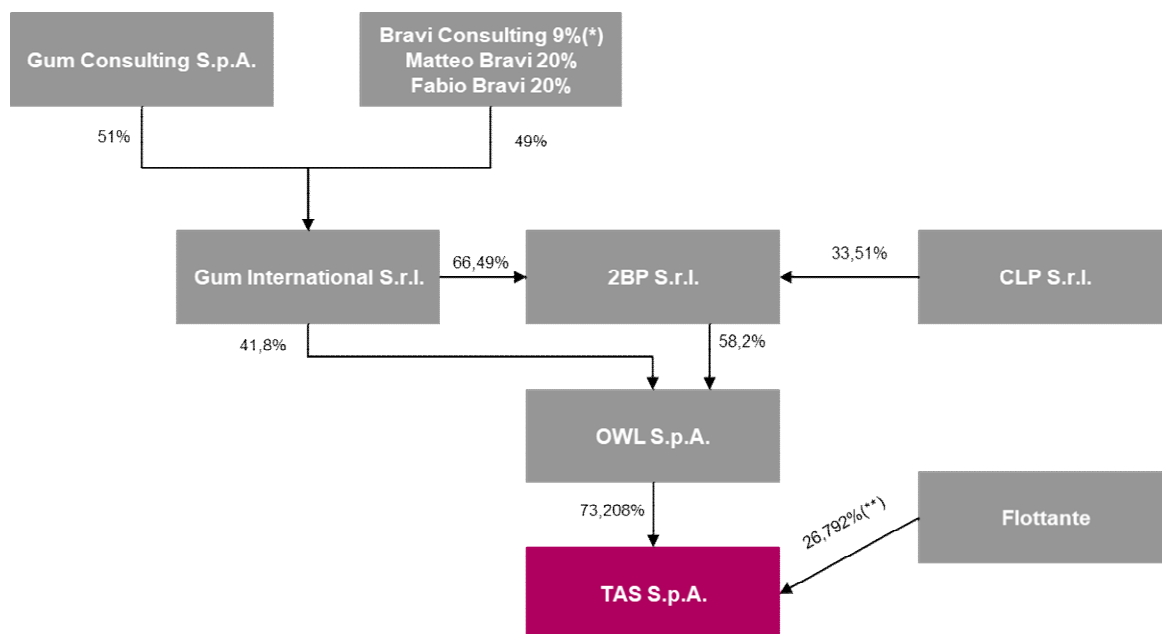 Gum Consulting S.p.A.
Bravi Consulting 9%(*)
Matteo Bravi 20%
Fabio Bravi 20%
51%
49%
Gum International S.r.l.
66,49%
2BP S.r.l.
33,51%
CLP S.r.l.
41,8%
58,2%
OWL S.p.A.
73,208%
26,792%(**)
Flottante
TAS S.p.A.